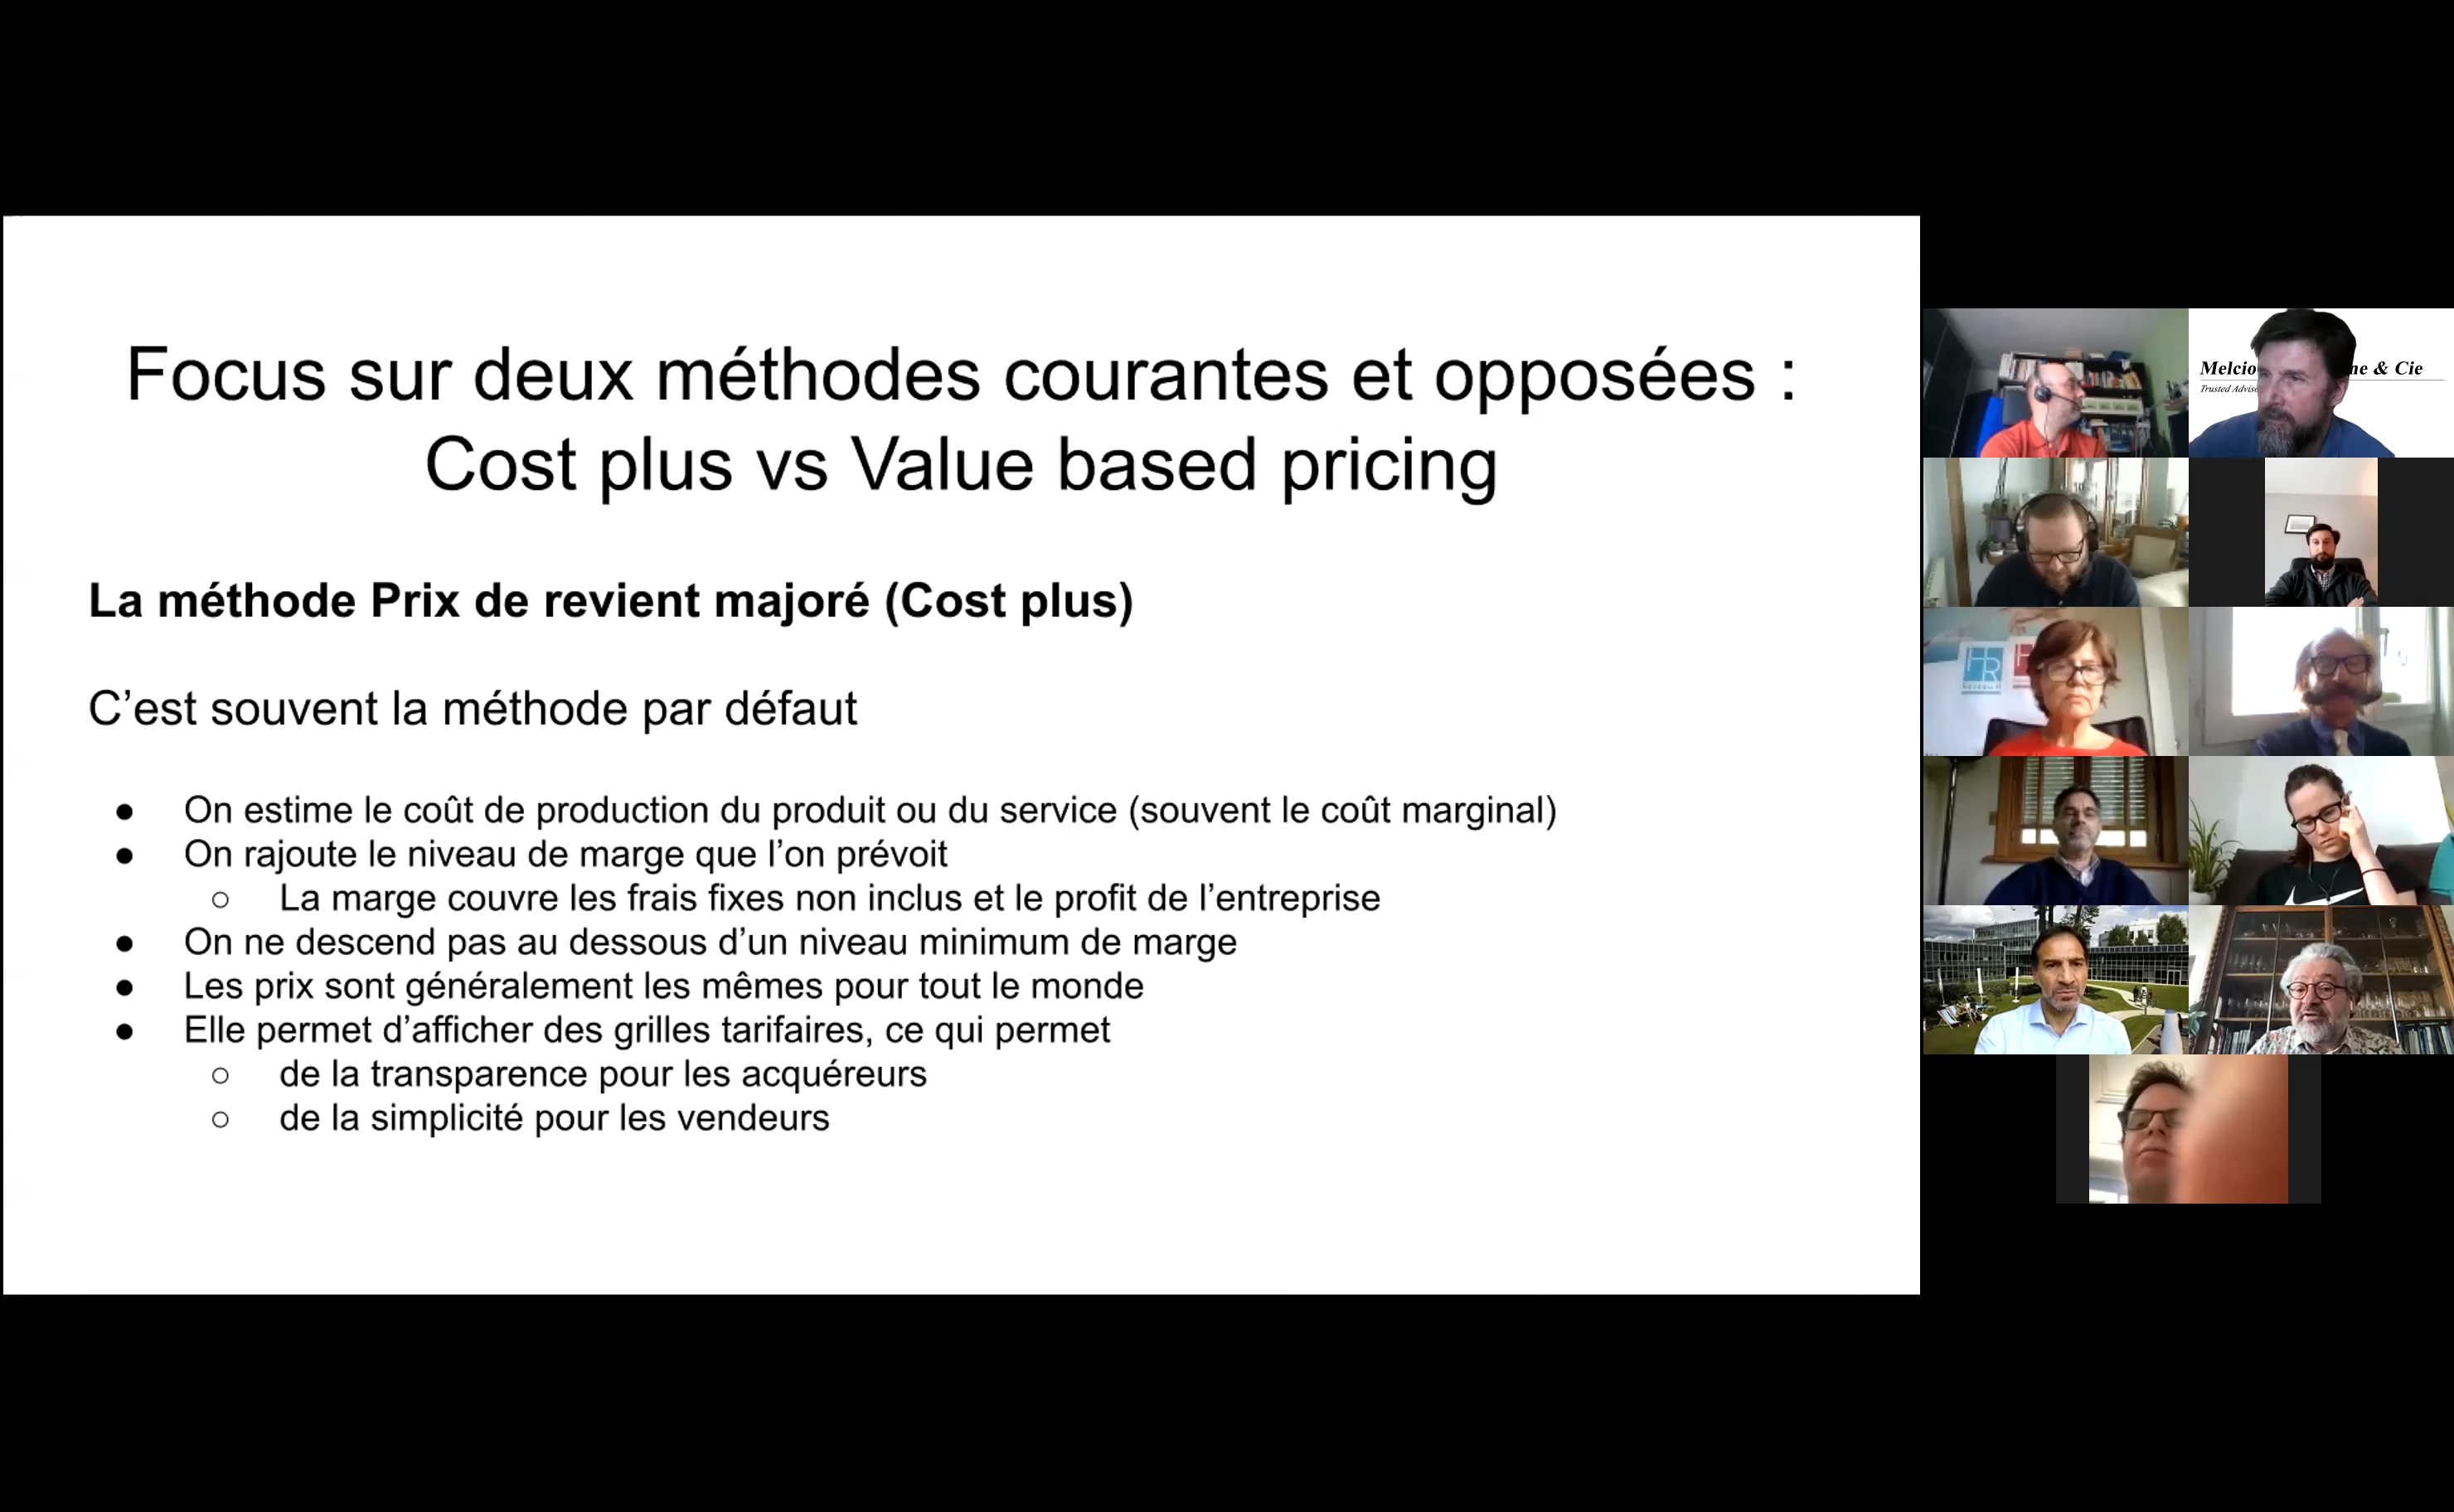 Focus sur deux méthodes courantes et opposées :
Cost plus vs Value based pricing
La méthode Prix de revient majoré (Cost plus)
C’est souvent la méthode par défaut
● On estime le coût de production du produit ou du service (souvent le coût marginal)
● On rajoute le niveau de marge que l’on prévoit
○ La marge couvre les frais fixes non inclus et le profit de l’entreprise
● On ne descend pas au dessous d’un niveau minimum de marge
● Les prix sont généralement les mêmes pour tout le monde
● Elle permet d’afficher des grilles tarifaires, ce qui permet
○ de la transparence pour les acquéreurs
○ de la simplicité pour les vendeurs
& Cie
Trusted
HR
H